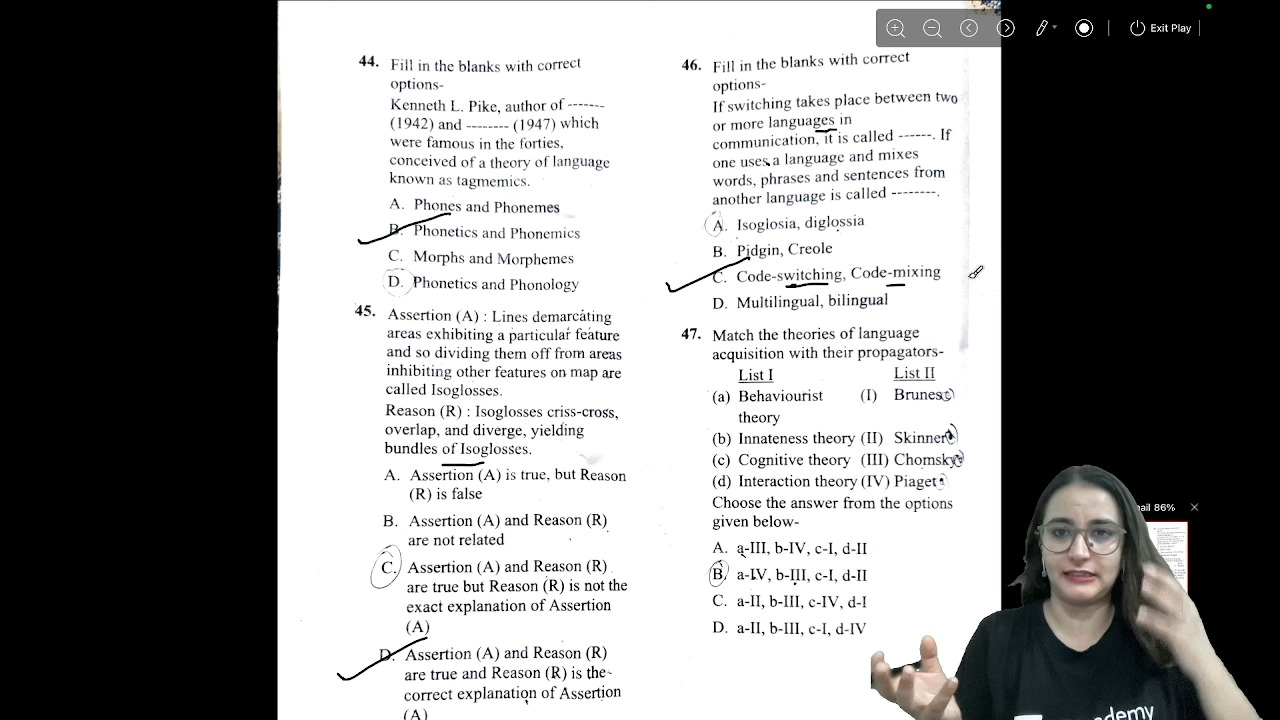 Exit Play
44. Fill in the blanks with correct
options-
Kenneth L. Pike, author of -------
(1942) and -------- (1947) which
were famous in the forties,
conceived of a theory of language
known as tagmemics.
A. Phones and Phonemes
B. Phonetics and Phonemics
C. Morphs and Morphemes
D. Phonetics and Phonology
45. Assertion (A) : Lines demarcating
areas exhibiting a particular feature
and so dividing them off from areas
inhibiting other features on map are
called Isoglosses.
Reason (R) : Isoglosses criss-cross,
overlap, and diverge, yielding
bundles of Isoglosses.
A. Assertion (A) is true, but Reason
(R) is false
B. Assertion (A) and Reason (R)
are not related
C. Assertion (A) and Reason (R)
are true but Reason (R) is not the
exact explanation of Assertion
(A)
D. Assertion (A) and Reason (R)
are true and Reason (R) is the
correct explanation of Assertion
(A)
46. Fill in the blanks with correct
options-
If switching takes place between two
or more languages in
communication, it is called ------. If
one uses a language and mixes
words, phrases and sentences from
another language is called --------.
A. Isoglosia, diglossia
B. Pidgin, Creole
C. Code-switching, Code-mixing
D. Multilingual, bilingual
47. Match the theories of language
acquisition with their propagators-
List I List II
(a) Behaviourist (I) Brunes
theory
(b) Innateness theory (II) Skinner
(c) Cognitive theory (III) Chomsky
(d) Interaction theory (IV) Piaget
Choose the answer from the options
given below-
A. a-III, b-IV, c-I, d-II
B. a-IV, b-III, c-I, d-II
C. a-II, b-III, c-IV, d-I
D. a-II, b-III, c-I, d-IV
86%